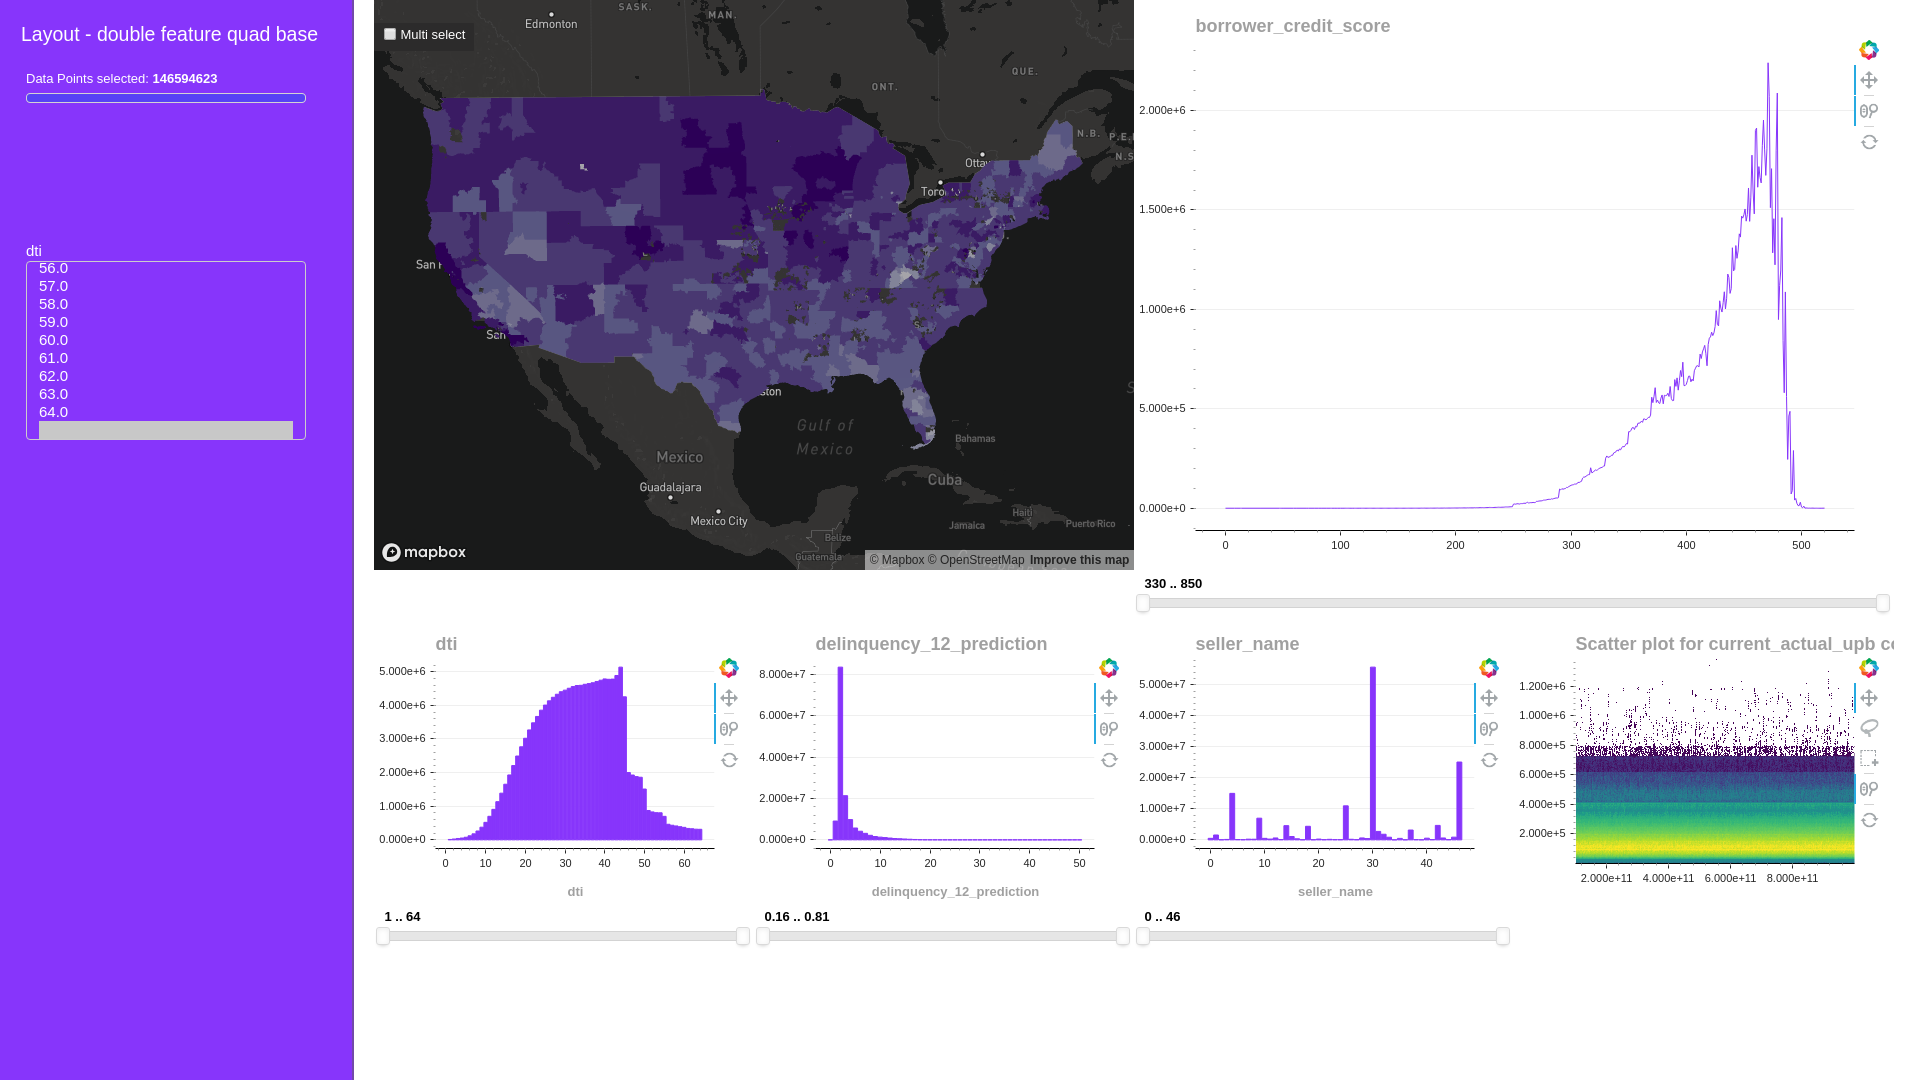 Layout - double feature quad base
Data Points selected: 146594623
dti
56.0
57.0
58.0
59.0
60.0
61.0
62.0
63.0
64.0
Multi select
Edmonton
SASK.
MAN.
ONT.
QUE.
N.B.
P.E.
N.S
Otta
Toro
San
San
ston
S.
Gulf of
Mexico
Mexico
Guadalajara
Mexico City
Bahamas
Cuba
Haiti
Jamaica
Puerto Rico
Belize
Guatemala
mapbox
© Mapbox © OpenStreetMap Improve this map
borrower_credit_score
2.000e+6
1.500e+6
1.000e+6
5.000e+5
0.000e+0
0 100 200 300 400 500
330 .. 850
dti
5.000e+6
4.000e+6
3.000e+6
2.000e+6
1.000e+6
0.000e+0
0 10 20 30 40 50 60
dti
1 .. 64
delinquency_12_prediction
8.000e+7
6.000e+7
4.000e+7
2.000e+7
0.000e+0
0 10 20 30 40 50
delinquency_12_prediction
0.16 .. 0.81
seller_name
5.000e+7
4.000e+7
3.000e+7
2.000e+7
1.000e+7
0.000e+0
0 10 20 30 40
seller_name
0 .. 46
Scatter plot for current_actual_upb
1.200e+6
1.000e+6
8.000e+5
6.000e+5
4.000e+5
2.000e+5
2.000e+11 4.000e+11 6.000e+11 8.000e+11